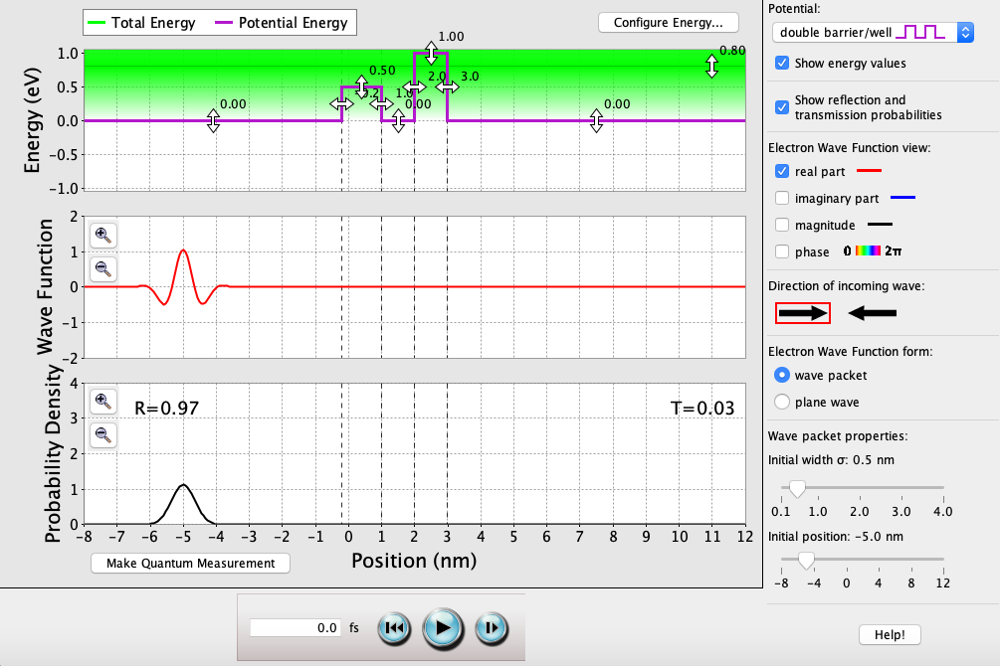 Total Energy
Potential Energy
Configure Energy...
Energy (eV)
1.0
0.5
0.0
−0.5
−1.0
0.00
0.50
1.00
2.0
3.0
0.00
0.00
0.80
Wave Function
2
1
0
−1
−2
Probability Density
4
3
2
1
0
R=0.97
T=0.03
−8 −7 −6 −5 −4 −3 −2 −1 0 1 2 3 4 5 6 7 8 9 10 11 12
Position (nm)
Make Quantum Measurement
0.0 fs
Potential:
double barrier/well
Show energy values
Show reflection and
transmission probabilities
Electron Wave Function view:
real part
imaginary part
magnitude
phase 0 2π
Direction of incoming wave:
Electron Wave Function form:
wave packet
plane wave
Wave packet properties:
Initial width σ: 0.5 nm
0.1 1.0 2.0 3.0 4.0
Initial position: −5.0 nm
−8 −4 0 4 8 12
Help!